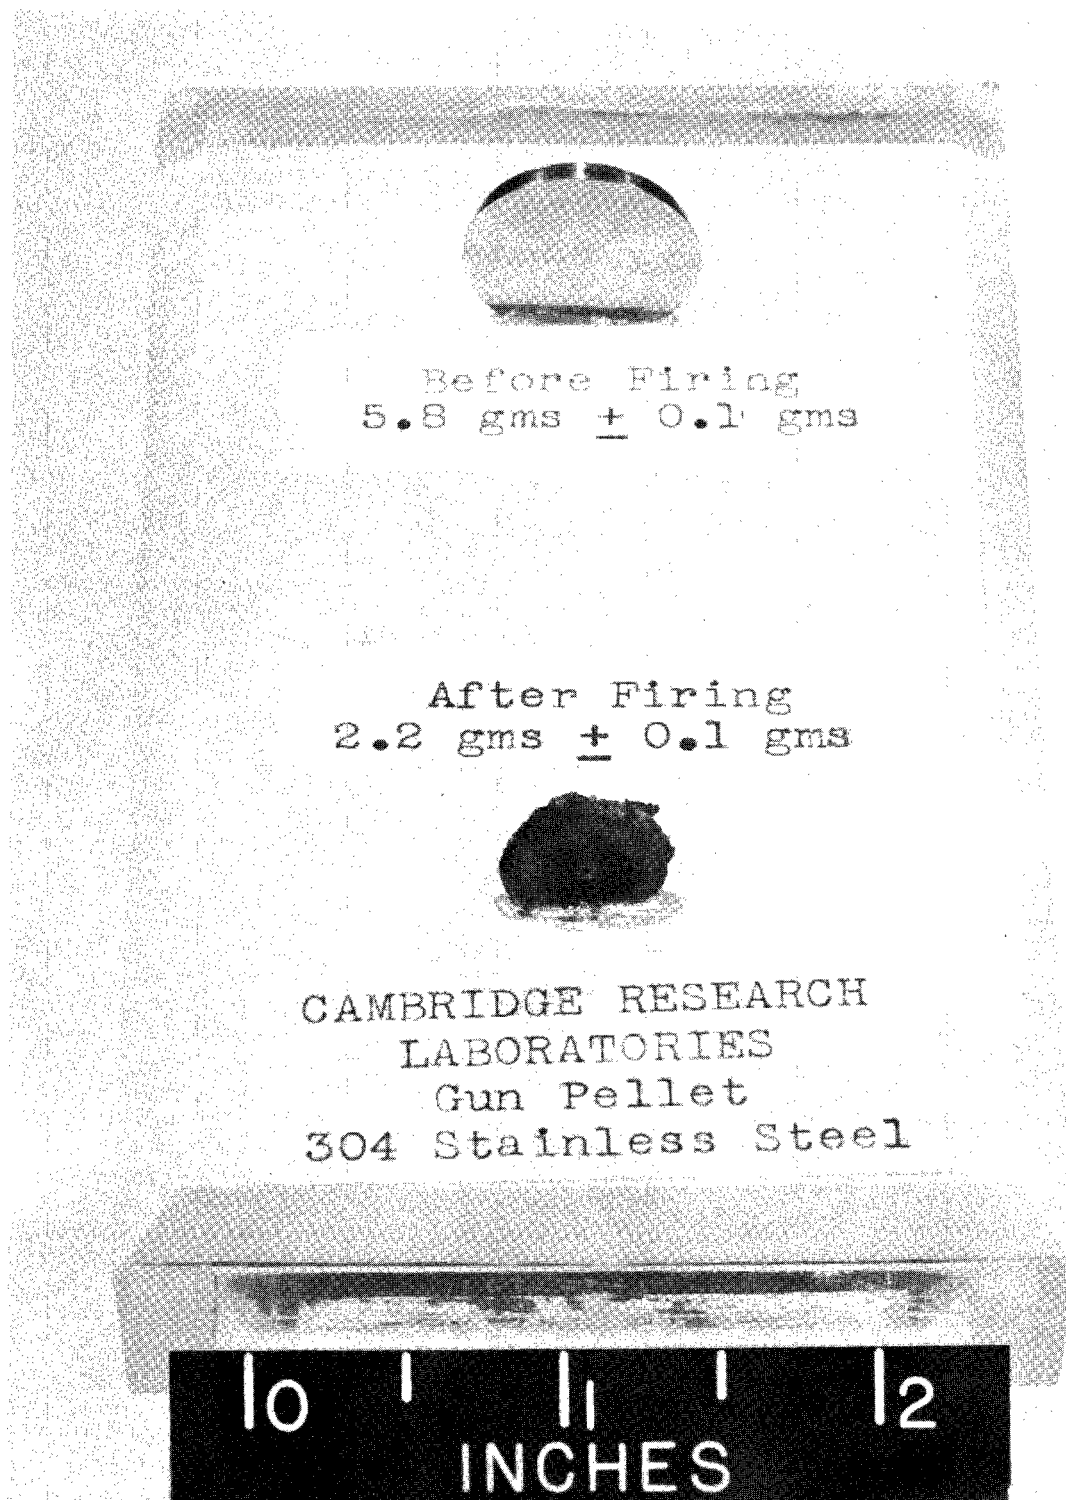 Before Firing
5.8 gms ± 0.1 gms
After Firing
2.2 gms ± 0.1 gms
CAMBRIDGE RESEARCH
LABORATORIES
Gun Pellet
304 Stainless Steel
0 1 2
INCHES